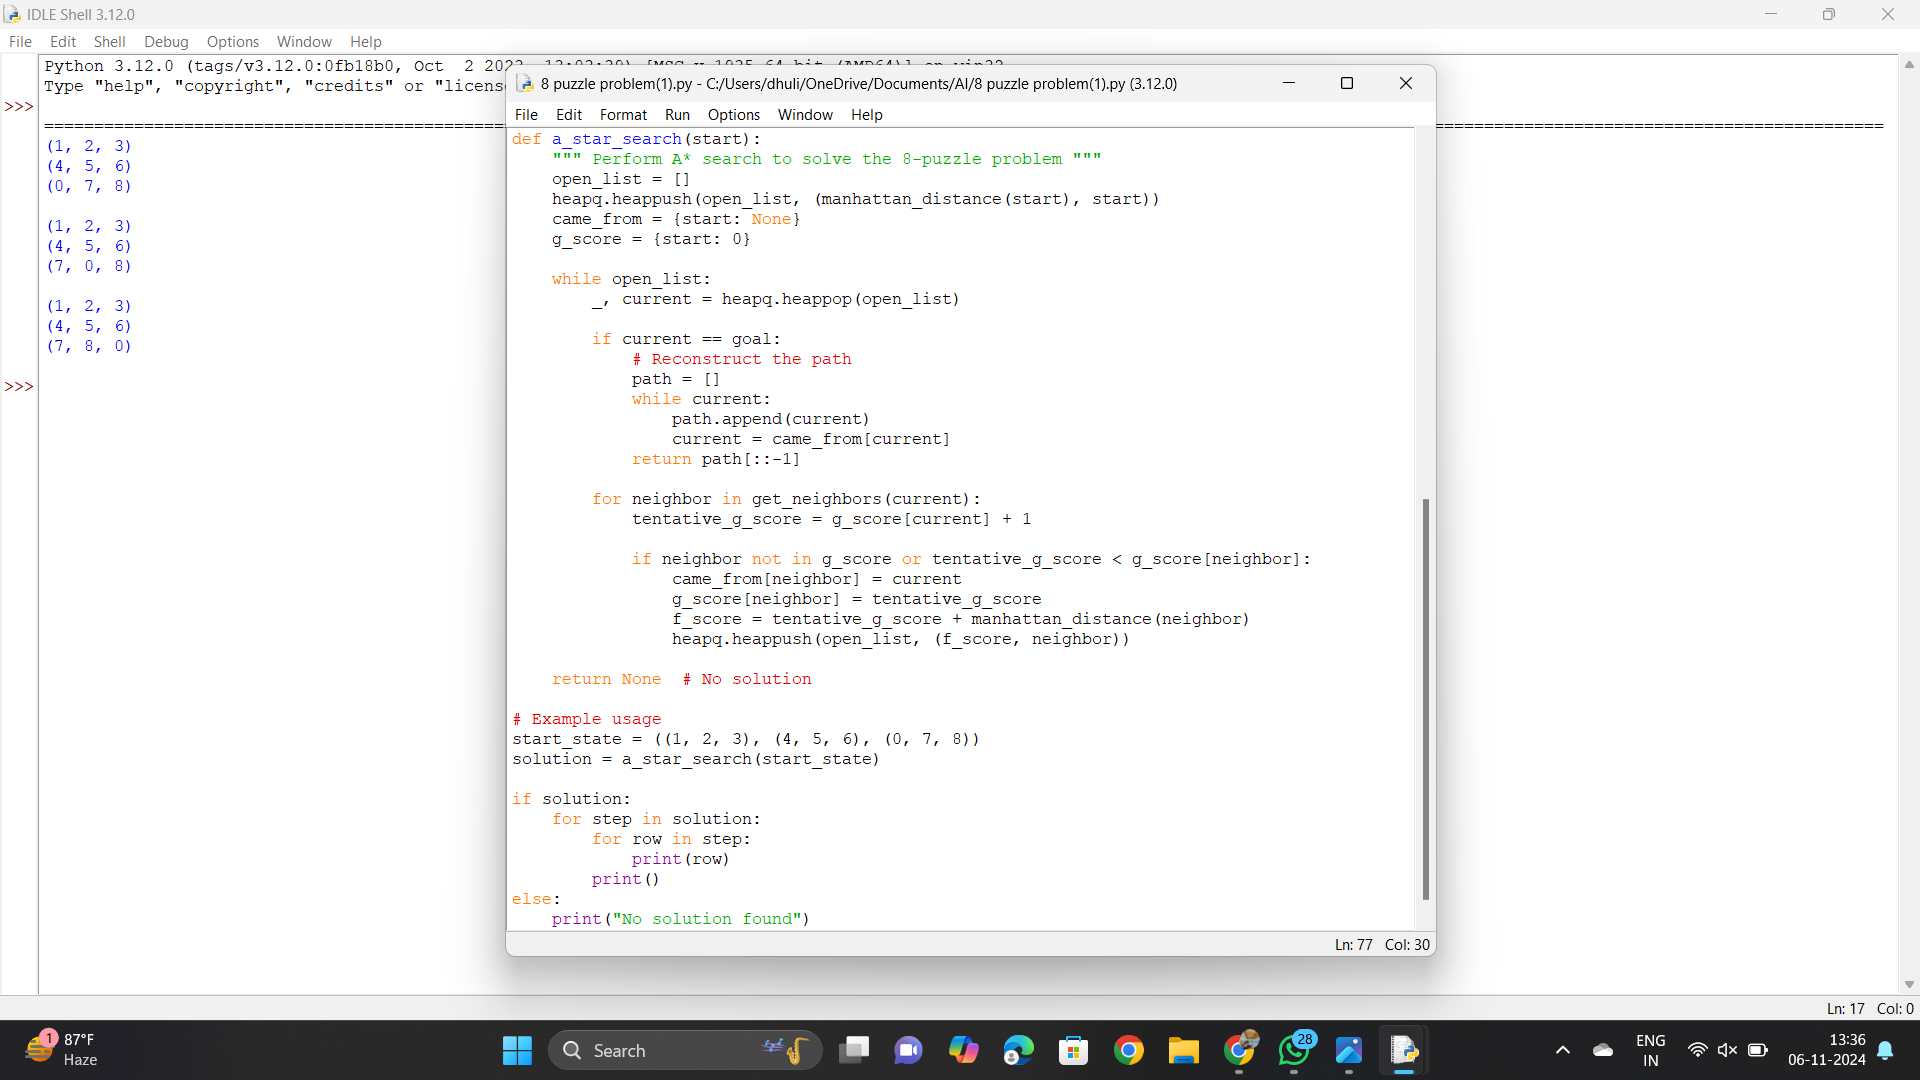 IDLE Shell 3.12.0
File Edit Shell Debug Options Window Help
Python 3.12.0 (tags/v3.12.0:0fb18b0, Oct 2 2023, 13:03:39) [MSC v.1935 64 bit (AMD64)] on win32
Type "help", "copyright", "credits" or "licens
>>>
(1, 2, 3)
(4, 5, 6)
(0, 7, 8)
(1, 2, 3)
(4, 5, 6)
(7, 0, 8)
(1, 2, 3)
(4, 5, 6)
(7, 8, 0)
>>>
8 puzzle problem(1).py - C:/Users/dhuli/OneDrive/Documents/AI/8 puzzle problem(1).py (3.12.0)
File Edit Format Run Options Window Help
def a_star_search(start):
    """ Perform A* search to solve the 8-puzzle problem """
    open_list = []
    heapq.heappush(open_list, (manhattan_distance(start), start))
    came_from = {start: None}
    g_score = {start: 0}
    while open_list:
        _, current = heapq.heappop(open_list)
        if current == goal:
            # Reconstruct the path
            path = []
            while current:
                path.append(current)
                current = came_from[current]
            return path[::-1]
        for neighbor in get_neighbors(current):
            tentative_g_score = g_score[current] + 1
            if neighbor not in g_score or tentative_g_score < g_score[neighbor]:
                came_from[neighbor] = current
                g_score[neighbor] = tentative_g_score
                f_score = tentative_g_score + manhattan_distance(neighbor)
                heapq.heappush(open_list, (f_score, neighbor))
    return None  # No solution
# Example usage
start_state = ((1, 2, 3), (4, 5, 6), (0, 7, 8))
solution = a_star_search(start_state)
if solution:
    for step in solution:
        for row in step:
            print(row)
        print()
else:
    print("No solution found")
Ln: 77 Col: 30
Ln: 17 Col: 0
1
87°F
Haze
Search
28
ENG
IN
13:36
06-11-2024